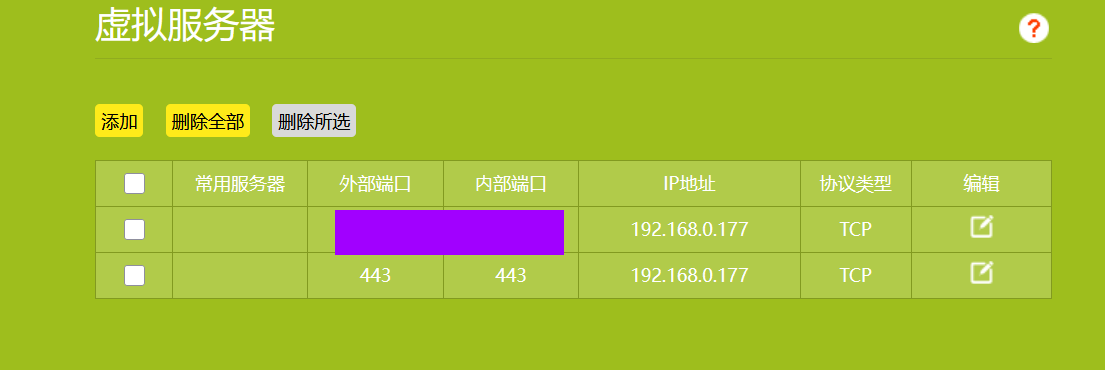 虚拟服务器
?
添加 删除全部 删除所选
常用服务器 外部端口 内部端口 IP地址 协议类型 编辑
192.168.0.177 TCP
443 443 192.168.0.177 TCP